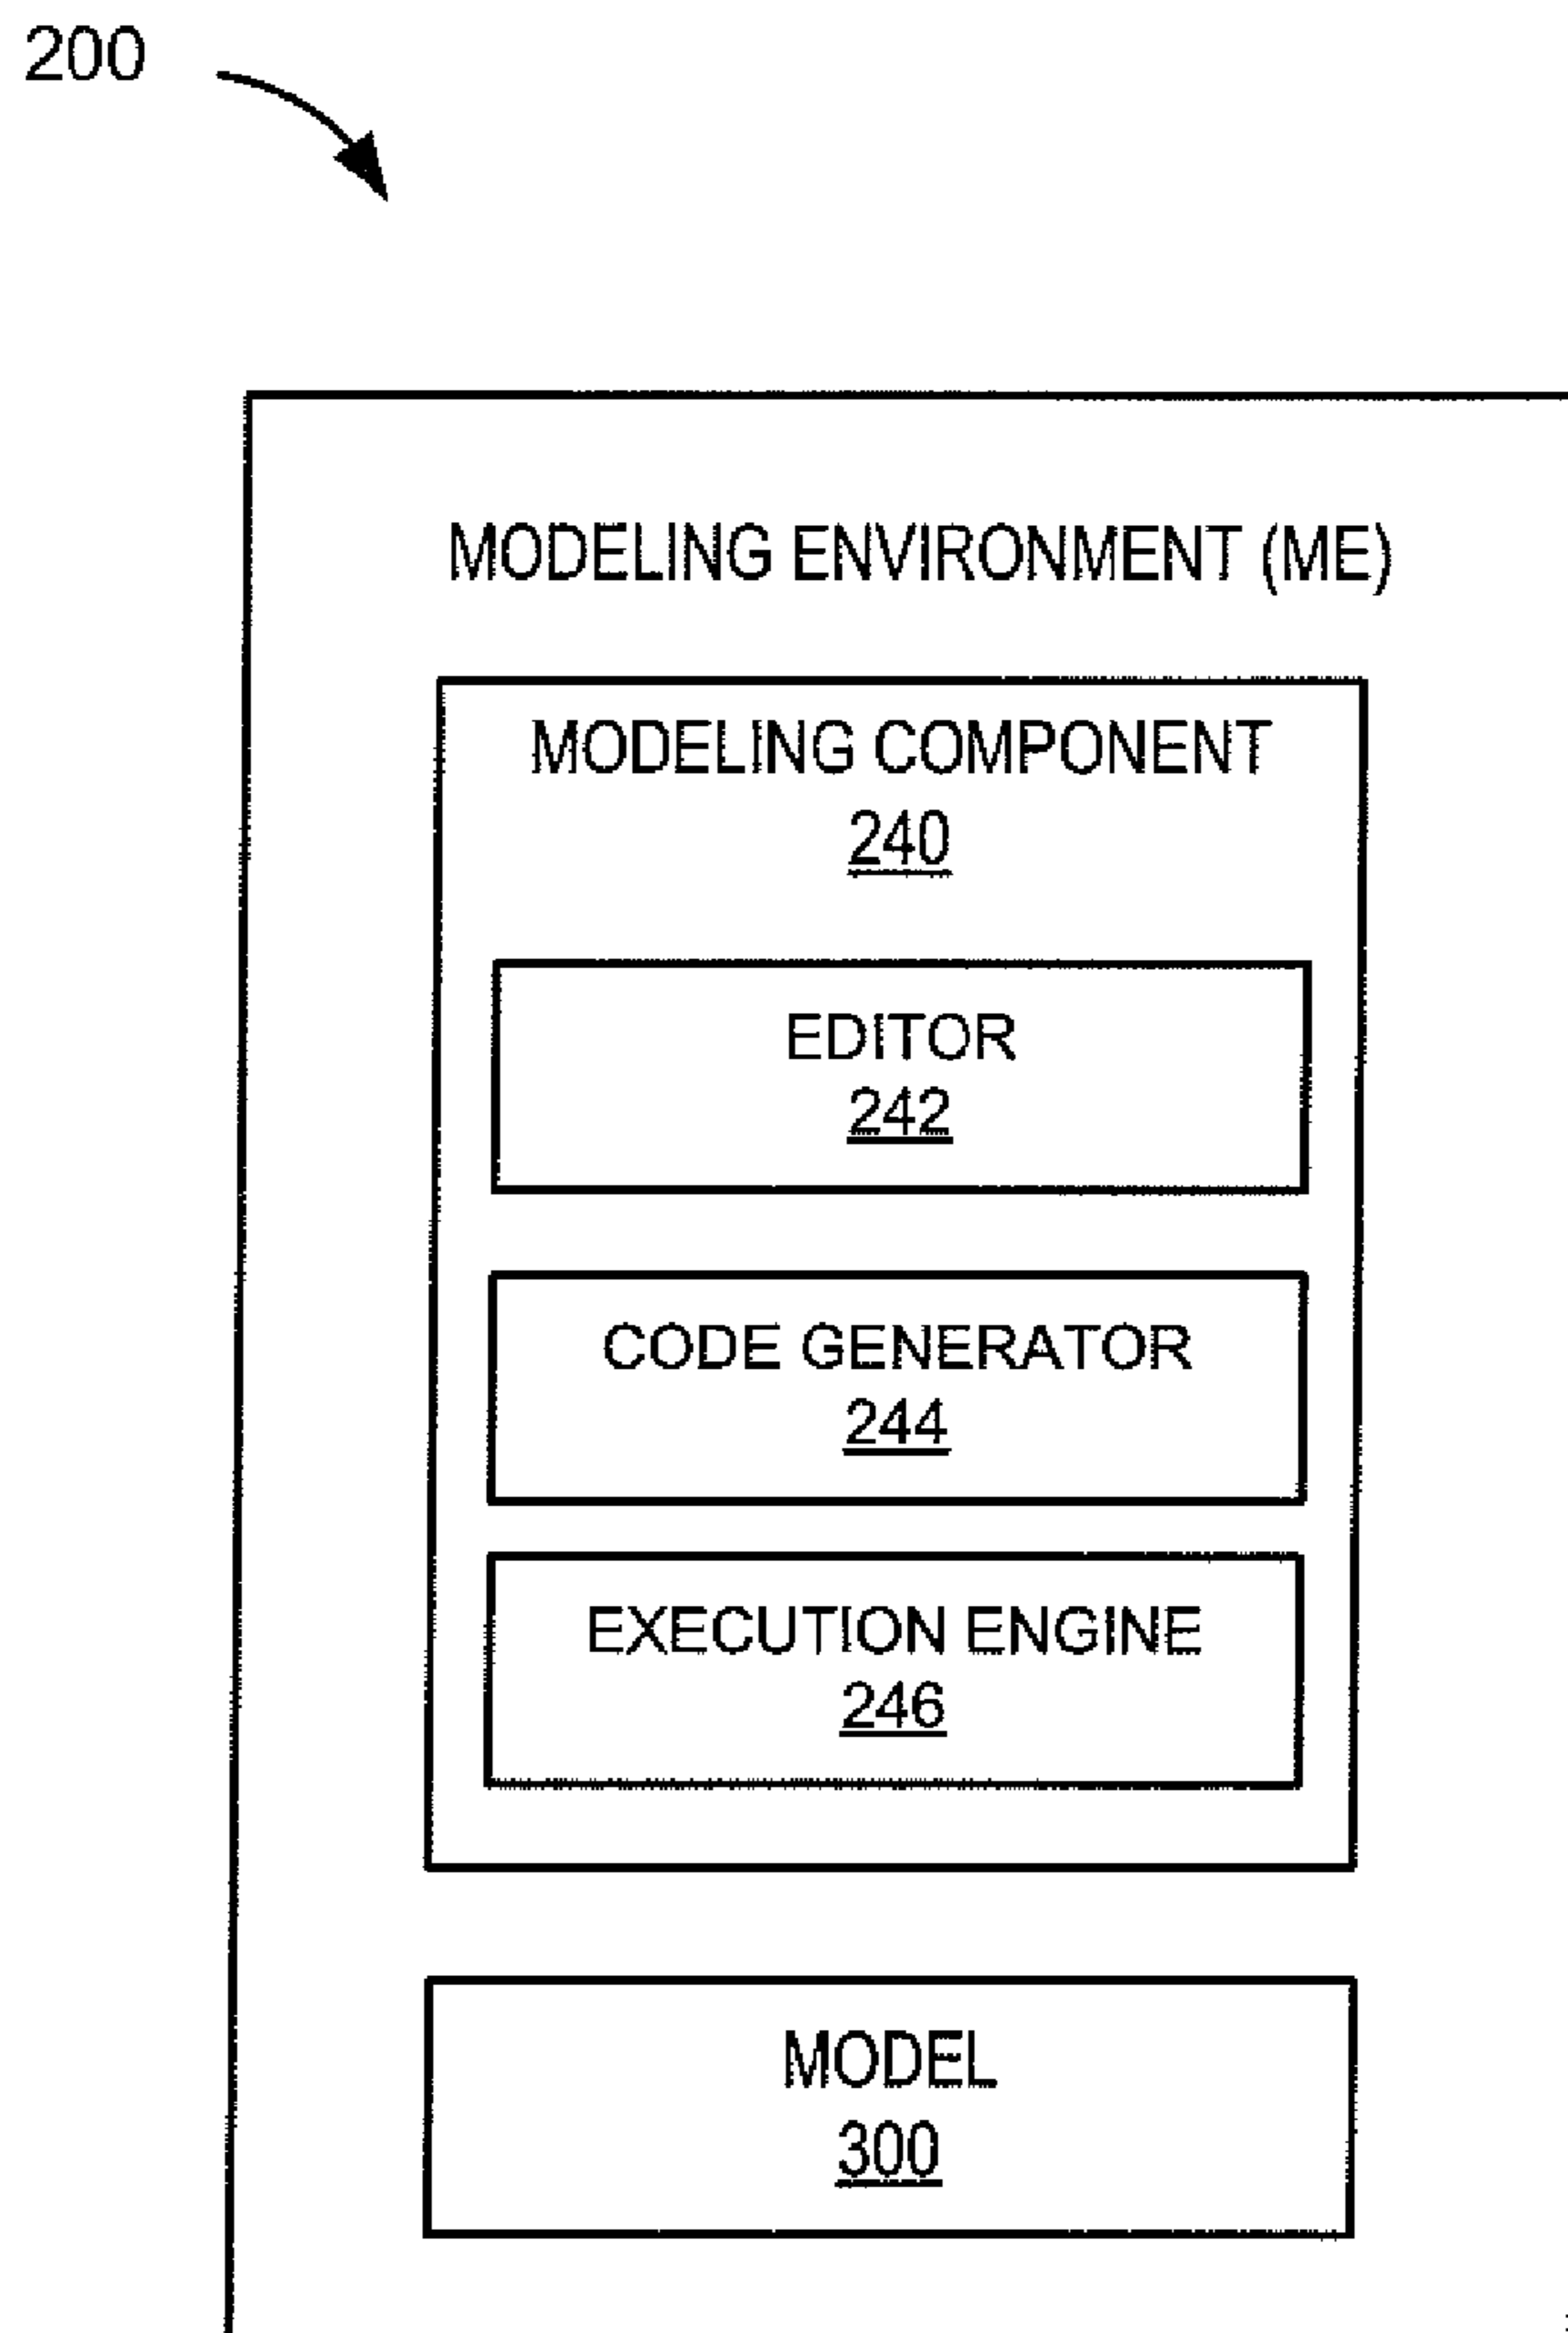 200
MODELING ENVIRONMENT (ME)
MODELING COMPONENT
240
EDITOR
242
CODE GENERATOR
244
EXECUTION ENGINE
246
MODEL
300